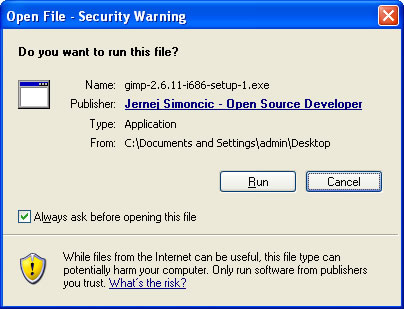 Open File - Security Warning
Do you want to run this file?
Name: gimp-2.6.11-i686-setup-1.exe
Publisher: Jernej Simoncic - Open Source Developer
Type: Application
From: C:\Documents and Settings\admin\Desktop
Run Cancel
Always ask before opening this file
While files from the Internet can be useful, this file type can
potentially harm your computer. Only run software from publishers
you trust. What's the risk?